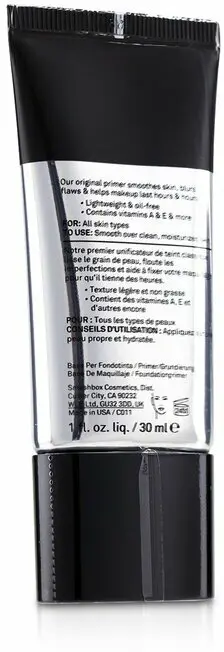 Our original primer smoothes skin, blurs
flaws & helps makeup last hours & hours.
• Lightweight & oil-free
• Contains vitamins A & E & more
FOR: All skin types
TO USE: Smooth over clean, moisturized
Notre premier unificateur de teint
lisse le grain de peau, floute les
imperfections et aide à fixer votre
pour qu'il tienne des heures.
• Texture légère et non grasse
• Contient des vitamines A, E et
d'autres encore
POUR : Tous les types de peaux
CONSEILS D'UTILISATION : Appliquez
peau propre et hydratée.
Base Per Fondotinta / Primer/Grundierung
Base De Maquillaje / Foundationprimer
Smashbox Cosmetics, Dist.
Culver City, CA 90232
GU32 3DD, UK
Made in USA / C011
1 fl. oz. liq. / 30 ml e